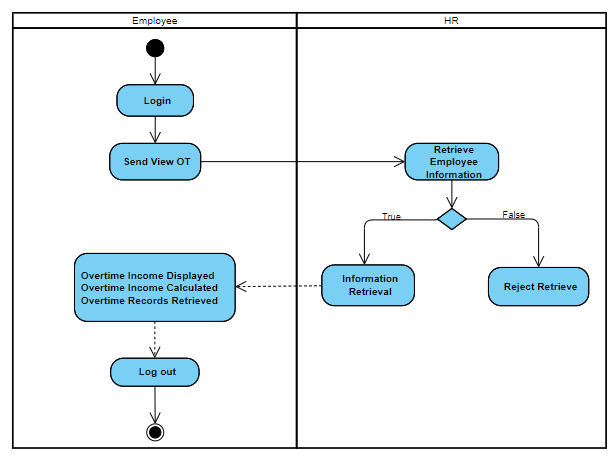 Employee
HR
Login
Send View OT
Retrieve
Employee
Information
True
False
Overtime Income Displayed
Overtime Income Calculated
Overtime Records Retrieved
Information
Retrieval
Reject Retrieve
Log out